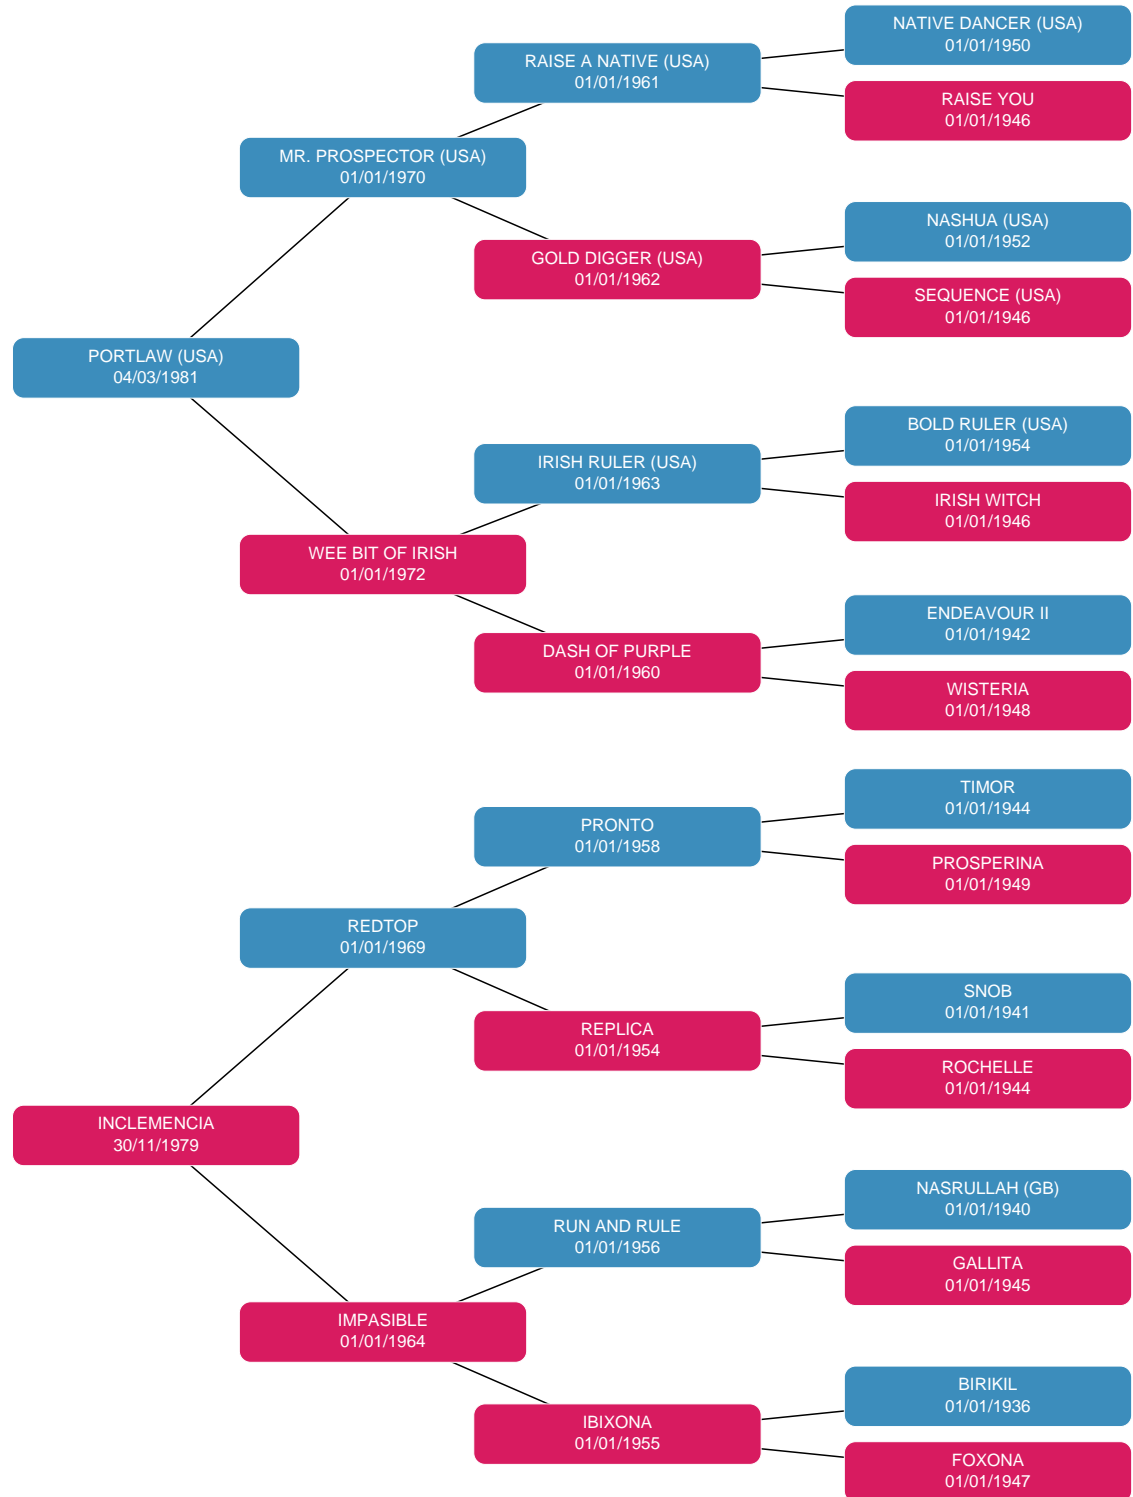 NATIVE DANCER (USA)
01/01/1950
RAISE A NATIVE (USA)
01/01/1961
RAISE YOU
01/01/1946
MR. PROSPECTOR (USA)
01/01/1970
NASHUA (USA)
01/01/1952
GOLD DIGGER (USA)
01/01/1962
SEQUENCE (USA)
01/01/1946
PORTLAW (USA)
04/03/1981
BOLD RULER (USA)
01/01/1954
IRISH RULER (USA)
01/01/1963
IRISH WITCH
01/01/1946
WEE BIT OF IRISH
01/01/1972
ENDEAVOUR II
01/01/1942
DASH OF PURPLE
01/01/1960
WISTERIA
01/01/1948
TIMOR
01/01/1944
PRONTO
01/01/1958
PROSPERINA
01/01/1949
REDTOP
01/01/1969
SNOB
01/01/1941
REPLICA
01/01/1954
ROCHELLE
01/01/1944
INCLEMENCIA
30/11/1979
NASRULLAH (GB)
01/01/1940
RUN AND RULE
01/01/1956
GALLITA
01/01/1945
IMPASIBLE
01/01/1964
BIRIKIL
01/01/1936
IBIXONA
01/01/1955
FOXONA
01/01/1947